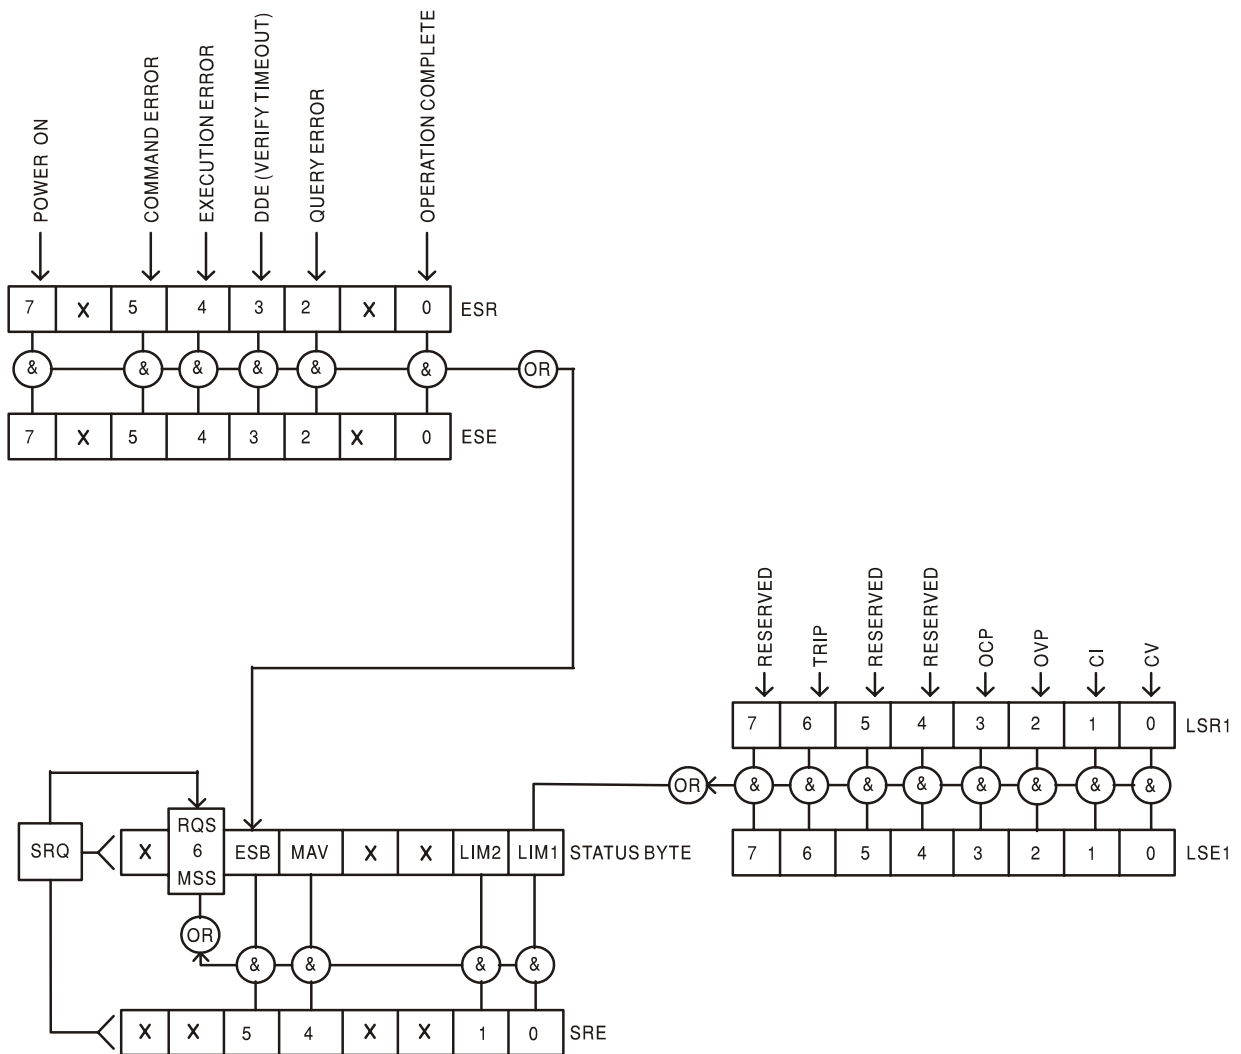 POWER ON
COMMAND ERROR
EXECUTION ERROR
DDE (VERIFY TIMEOUT)
QUERY ERROR
OPERATION COMPLETE
7 X 5 4 3 2 X 0 ESR
& & & & & & OR
7 X 5 4 3 2 X 0 ESE
RESERVED
TRIP
RESERVED
RESERVED
OCP
OVP
CI
CV
7 6 5 4 3 2 1 0 LSR1
OR & & & & & & & &
7 6 5 4 3 2 1 0 LSE1
SRQ
X
RQS
6
MSS
ESB MAV X X LIM2 LIM1 STATUS BYTE
OR
& & & &
X X 5 4 X X 1 0 SRE